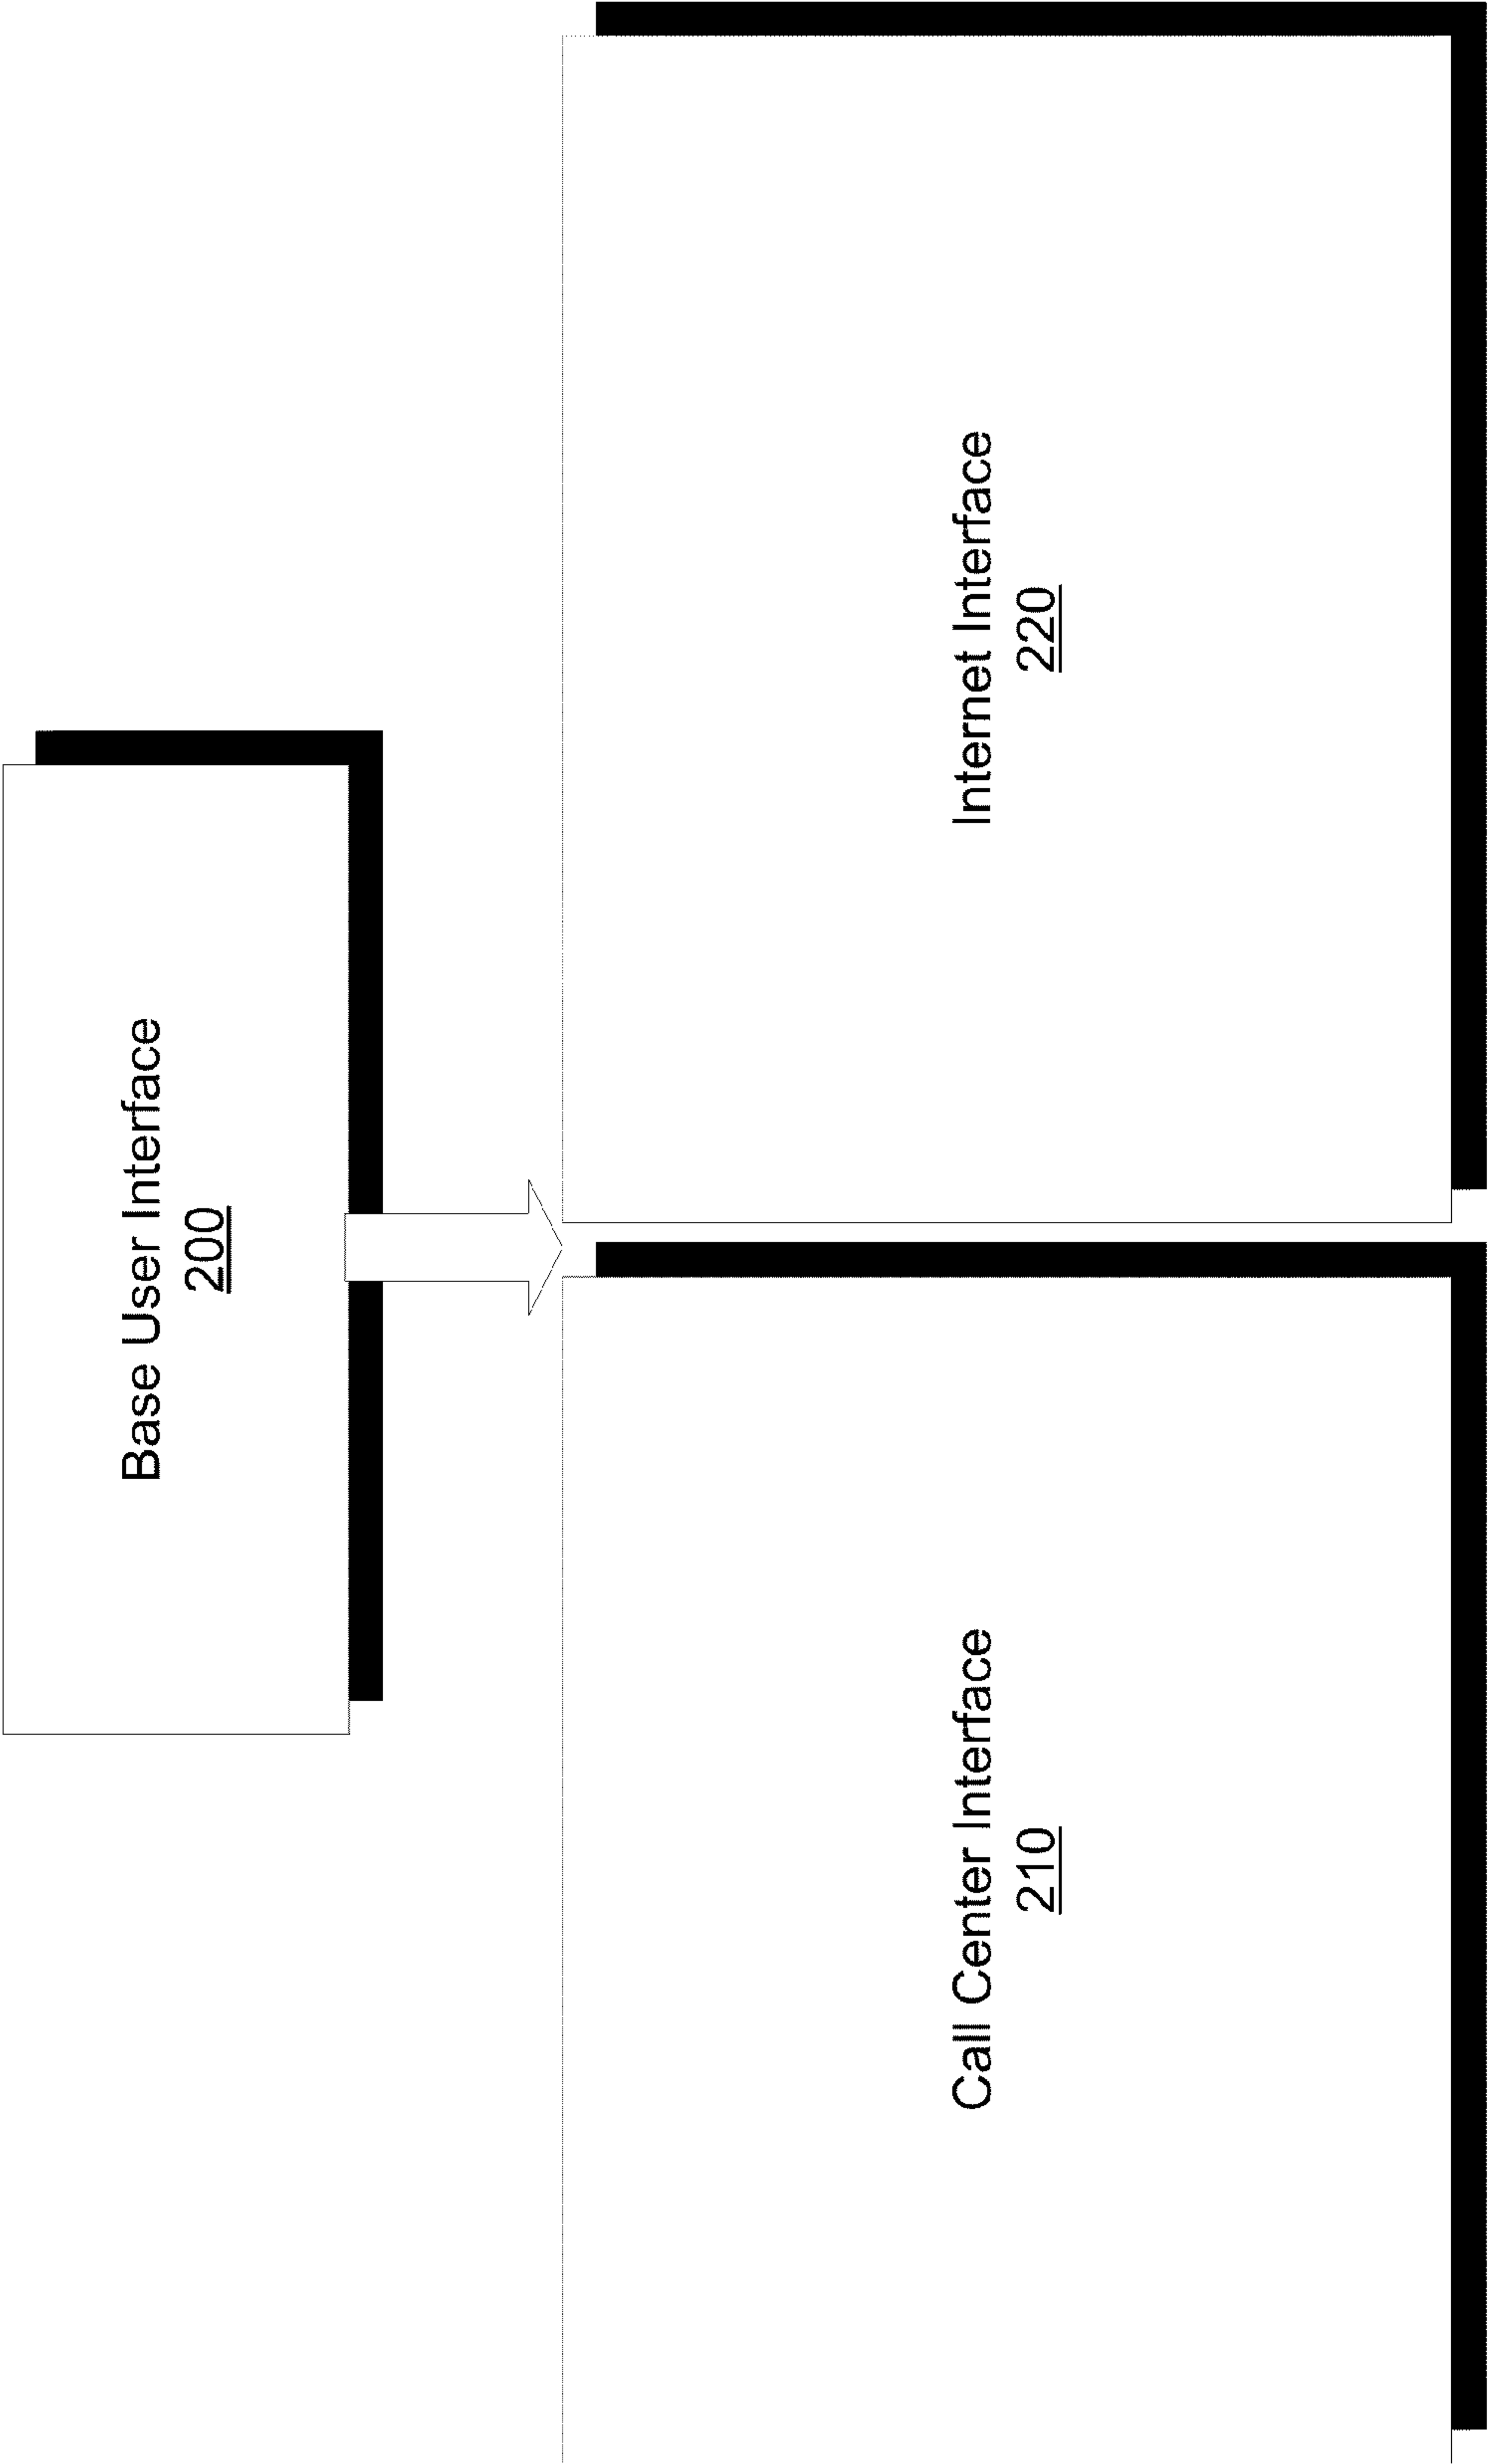 Base User Interface
200
Call Center Interface
210
Internet Interface
220